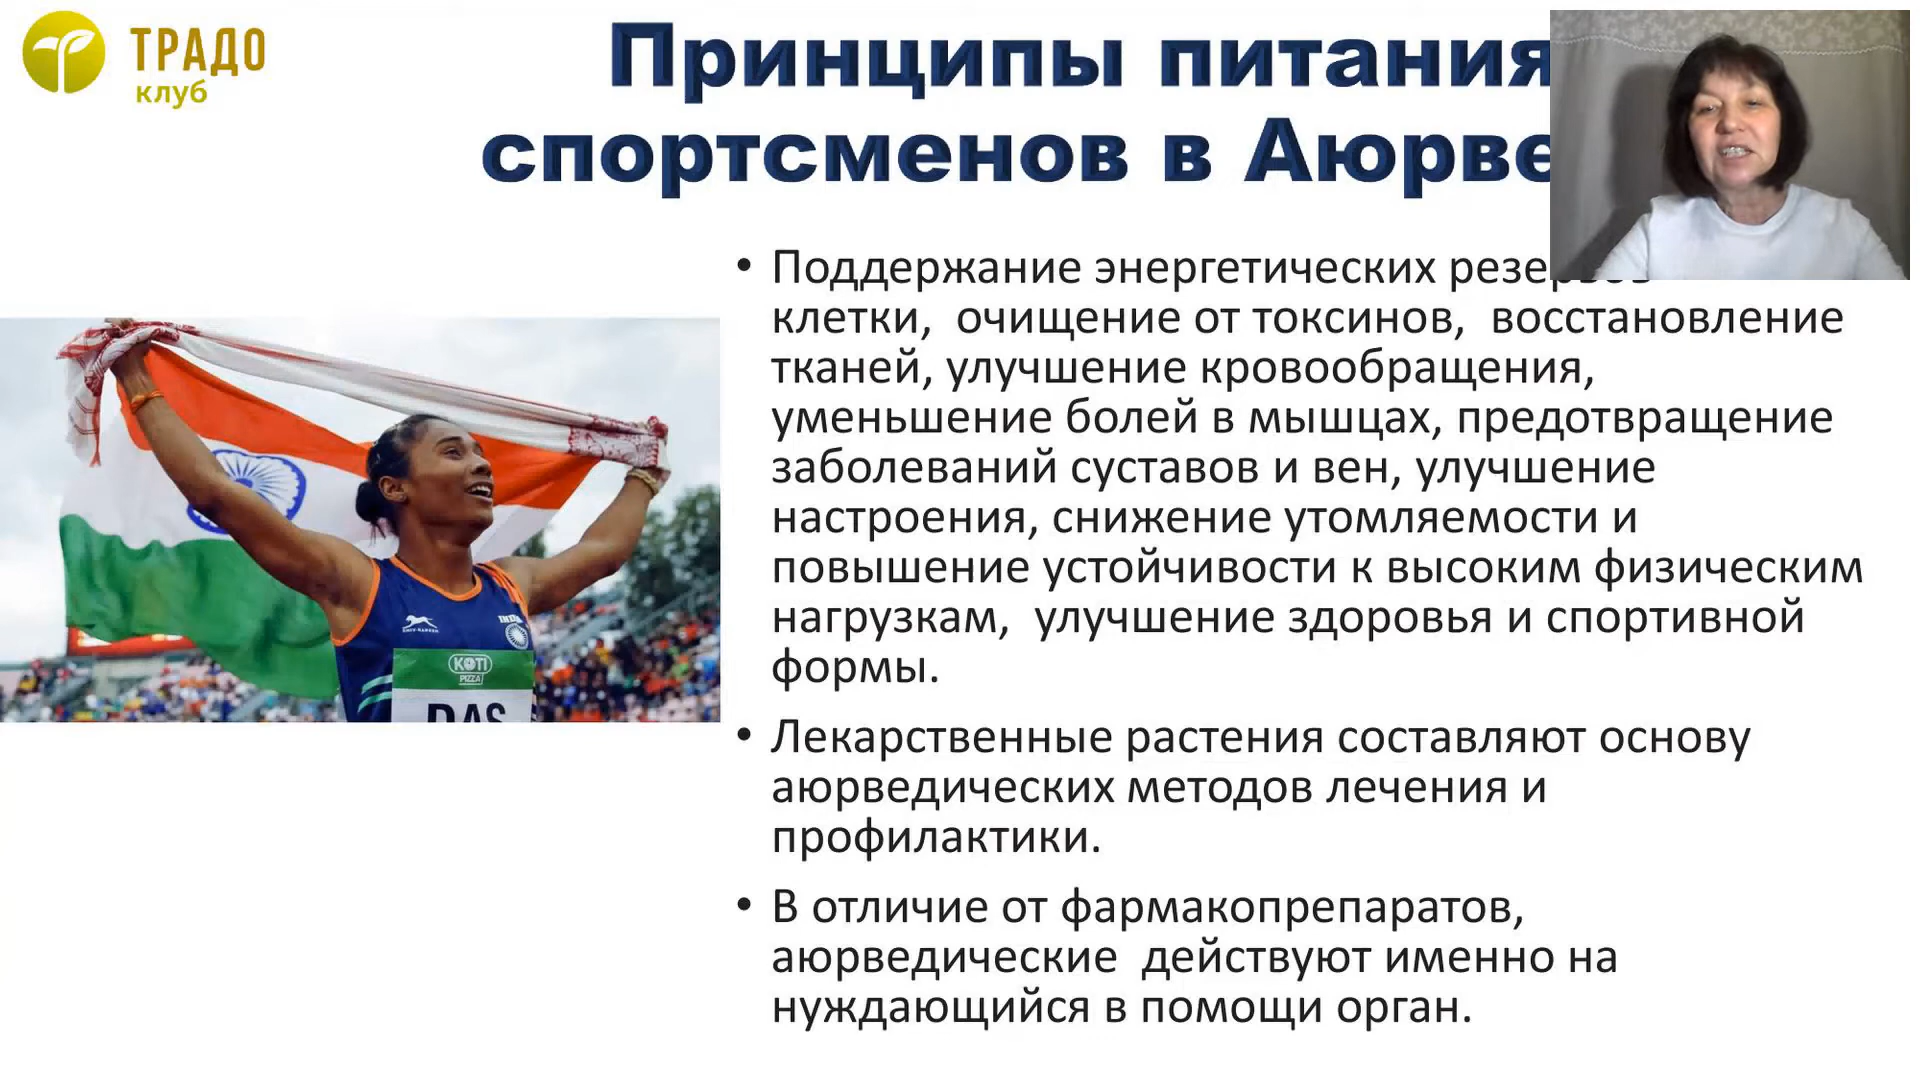 ТРАДО
клуб
Принципы питания
спортсменов в Аюрве
• Поддержание энергетических
клетки, очищение от токсинов, восстановление
тканей, улучшение кровообращения,
уменьшение болей в мышцах, предотвращение
заболеваний суставов и вен, улучшение
настроения, снижение утомляемости и
повышение устойчивости к высоким физическим
нагрузкам, улучшение здоровья и спортивной
формы.
• Лекарственные растения составляют основу
аюрведических методов лечения и
профилактики.
• В отличие от фармакопрепаратов,
аюрведические действуют именно на
нуждающийся в помощи орган.
INDIA
KOTI
PIZZA
DAS